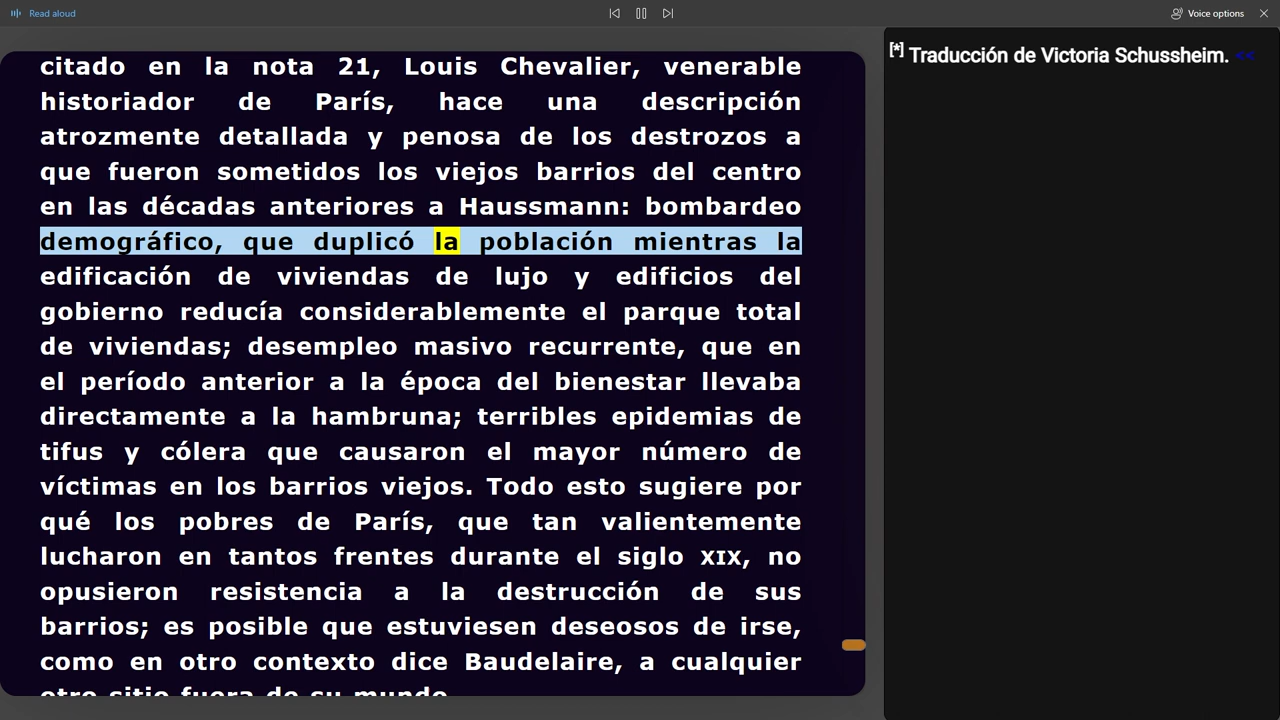 Read aloud
Voice options
citado en la nota 21, Louis Chevalier, venerable
historiador de París, hace una descripción
atrozmente detallada y penosa de los destrozos a
que fueron sometidos los viejos barrios del centro
en las décadas anteriores a Haussmann: bombardeo
demográfico, que duplicó la población mientras la
edificación de viviendas de lujo y edificios del
gobierno reducía considerablemente el parque total
de viviendas; desempleo masivo recurrente, que en
el período anterior a la época del bienestar llevaba
directamente a la hambruna; terribles epidemias de
tifus y cólera que causaron el mayor número de
víctimas en los barrios viejos. Todo esto sugiere por
qué los pobres de París, que tan valientemente
lucharon en tantos frentes durante el siglo XIX, no
opusieron resistencia a la destrucción de sus
barrios; es posible que estuviesen deseosos de irse,
como en otro contexto dice Baudelaire, a cualquier
otro sitio fuera de su mundo
[*] Traducción de Victoria Schussheim. <<